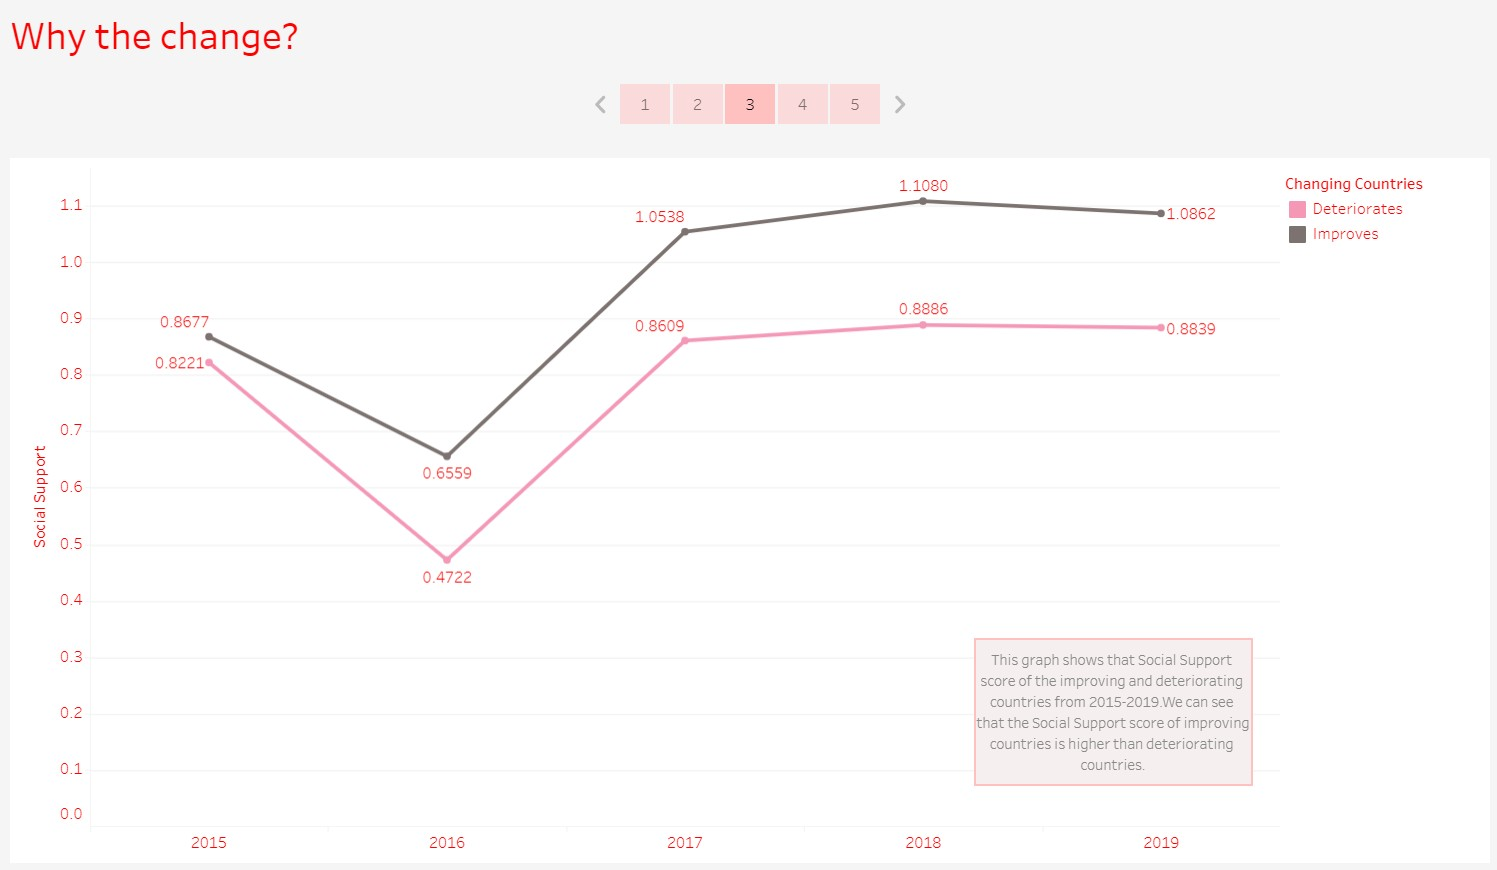 Why the change?
1 2 3 4 5
Changing Countries
Deteriorates
Improves
Social Support
1.1
1.0
0.9
0.8
0.7
0.6
0.5
0.4
0.3
0.2
0.1
0.0
0.8677
0.6559
1.0538
1.1080
1.0862
0.8221
0.4722
0.8609
0.8886
0.8839
This graph shows that Social Support
score of the improving and deteriorating
countries from 2015-2019.We can see
that the Social Support score of improving
countries is higher than deteriorating
countries.
2015 2016 2017 2018 2019